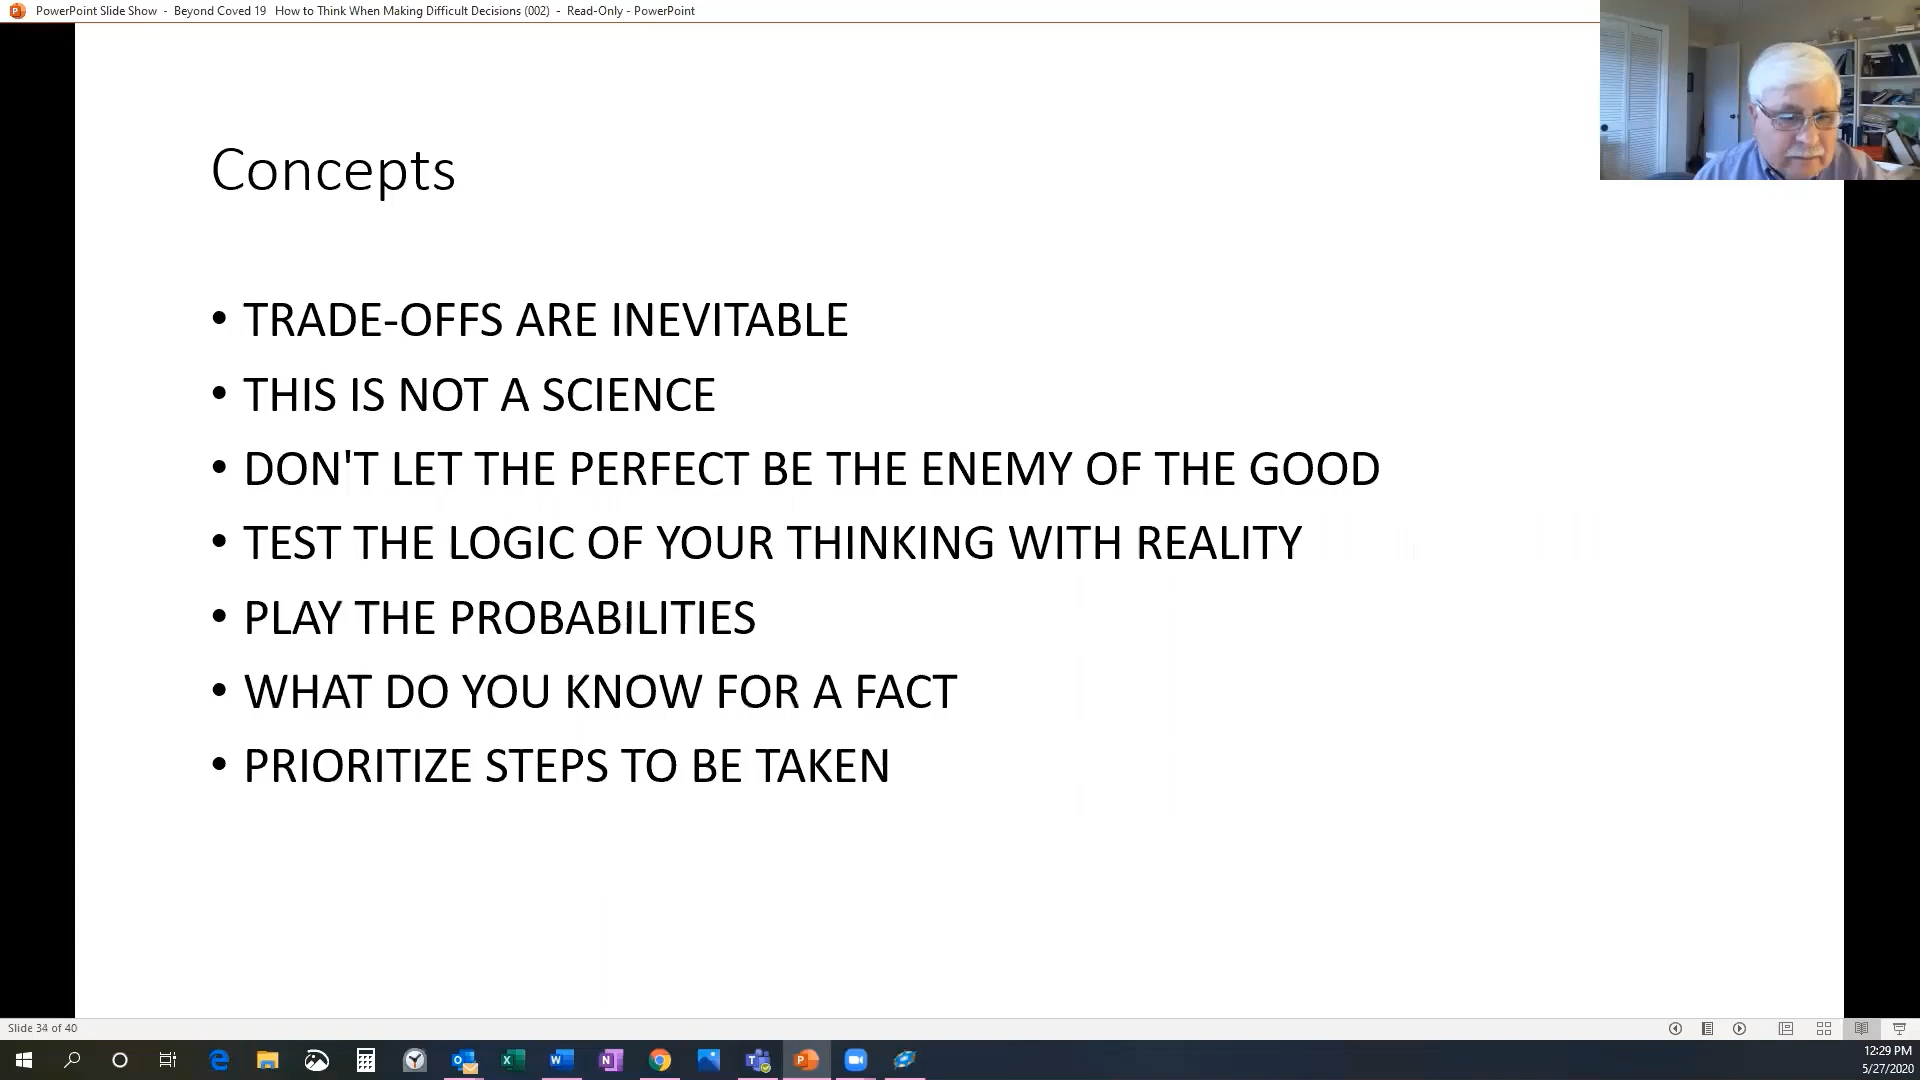 PowerPoint Slide Show - Beyond Coved 19 How to Think When Making Difficult Decisions (002) - Read-Only - PowerPoint
Concepts
• TRADE-OFFS ARE INEVITABLE
• THIS IS NOT A SCIENCE
• DON'T LET THE PERFECT BE THE ENEMY OF THE GOOD
• TEST THE LOGIC OF YOUR THINKING WITH REALITY
• PLAY THE PROBABILITIES
• WHAT DO YOU KNOW FOR A FACT
• PRIORITIZE STEPS TO BE TAKEN
Slide 34 of 40
12:29 PM
5/27/2020